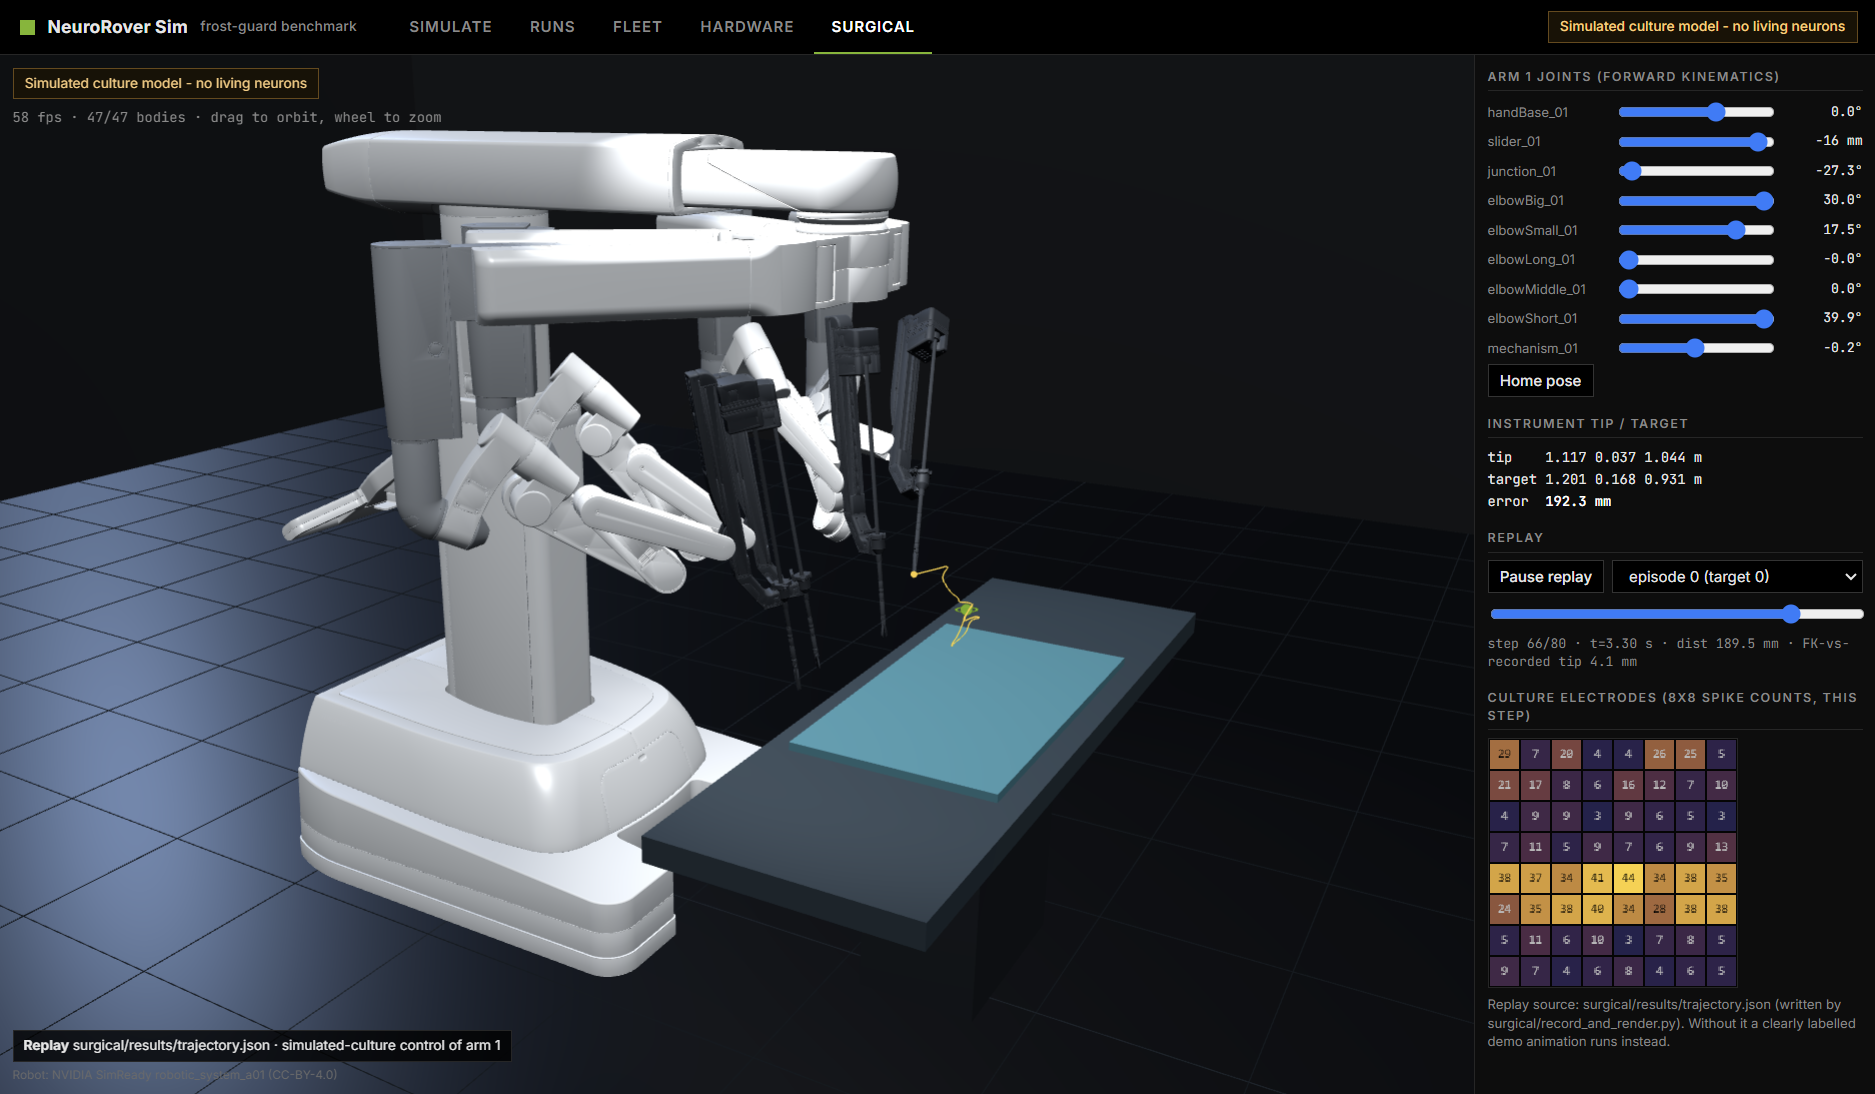 NeuroRover Sim frost-guard benchmark SIMULATE RUNS FLEET HARDWARE SURGICAL Simulated culture model - no living neurons
Simulated culture model - no living neurons
58 fps · 47/47 bodies · drag to orbit, wheel to zoom
ARM 1 JOINTS (FORWARD KINEMATICS)
handBase_01 0.0°
slider_01 -16 mm
junction_01 -27.3°
elbowBig_01 30.0°
elbowSmall_01 17.5°
elbowLong_01 -0.0°
elbowMiddle_01 0.0°
elbowShort_01 39.9°
mechanism_01 -0.2°
Home pose
INSTRUMENT TIP / TARGET
tip 1.117 0.037 1.044 m
target 1.201 0.168 0.931 m
error 192.3 mm
REPLAY
Pause replay episode 0 (target 0)
step 66/80 · t=3.30 s · dist 189.5 mm · FK-vs-
recorded tip 4.1 mm
CULTURE ELECTRODES (8X8 SPIKE COUNTS, THIS
STEP)
29 7 20 4 4 26 25 5
21 17 8 6 16 12 7 10
4 9 9 3 9 6 5 3
7 11 5 9 7 6 9 13
38 37 34 41 44 34 38 35
24 35 38 40 34 28 38 38
5 11 6 10 3 7 8 5
9 7 4 6 8 4 6 5
Replay source: surgical/results/trajectory.json (written by
surgical/record_and_render.py). Without it a clearly labelled
demo animation runs instead.
Replay surgical/results/trajectory.json · simulated-culture control of arm 1
Robot: NVIDIA SimReady robotic_system_a01 (CC-BY-4.0)